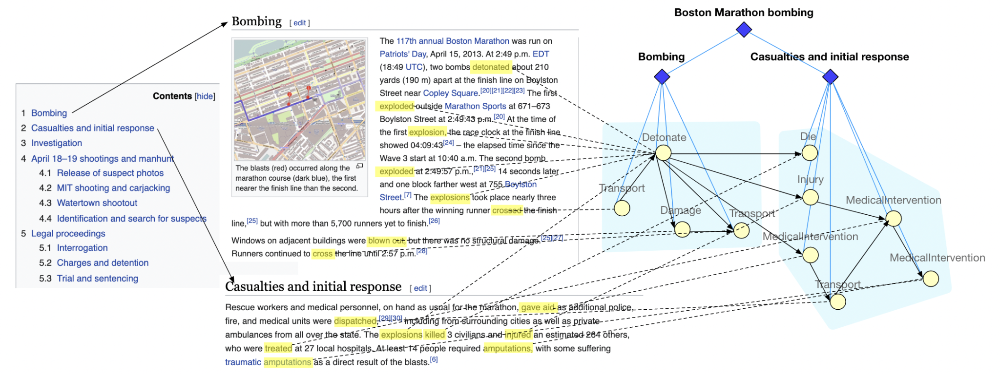 Contents [hide]
1 Bombing
2 Casualties and initial response
3 Investigation
4 April 18–19 shootings and manhunt
4.1 Release of suspect photos
4.2 MIT shooting and carjacking
4.3 Watertown shootout
4.4 Identification and search for suspects
5 Legal proceedings
5.1 Interrogation
5.2 Charges and detention
5.3 Trial and sentencing
Bombing [ edit ]
The blasts (red) occurred along the
marathon course (dark blue), the first
nearer the finish line than the second.
The 117th annual Boston Marathon was run on
Patriots' Day, April 15, 2013. At 2:49 p.m. EDT
(18:49 UTC), two bombs detonated about 210
yards (190 m) apart at the finish line on Boylston
Street near Copley Square.[20][21][22][23] The first
exploded outside Marathon Sports at 671–673
Boylston Street at 2:49:43 p.m.[20] At the time of
the first explosion, the race clock at the finish line
showed 04:09:43[24] – the elapsed time since the
Wave 3 start at 10:40 a.m. The second bomb
exploded at 2:49:57 p.m.,[21][25] 14 seconds later
and one block farther west at 755 Boylston
Street.[7] The explosions took place nearly three
hours after the winning runner crossed the finish
line,[25] but with more than 5,700 runners yet to finish.[26]
Windows on adjacent buildings were blown out, but there was no structural damage.[25][27]
Runners continued to cross the line until 2:57 p.m.[28]
Casualties and initial response [ edit ]
Rescue workers and medical personnel, on hand as usual for the marathon, gave aid as additional police,
fire, and medical units were dispatched,[29][30] including from surrounding cities as well as private
ambulances from all over the state. The explosions killed 3 civilians and injured an estimated 264 others,
who were treated at 27 local hospitals. At least 14 people required amputations, with some suffering
traumatic amputations as a direct result of the blasts.[6]
Boston Marathon bombing
Bombing
Casualties and initial response
Detonate
Transport
Damage
Transport
Die
Injury
MedicalIntervention
MedicalIntervention
MedicalIntervention
Transport